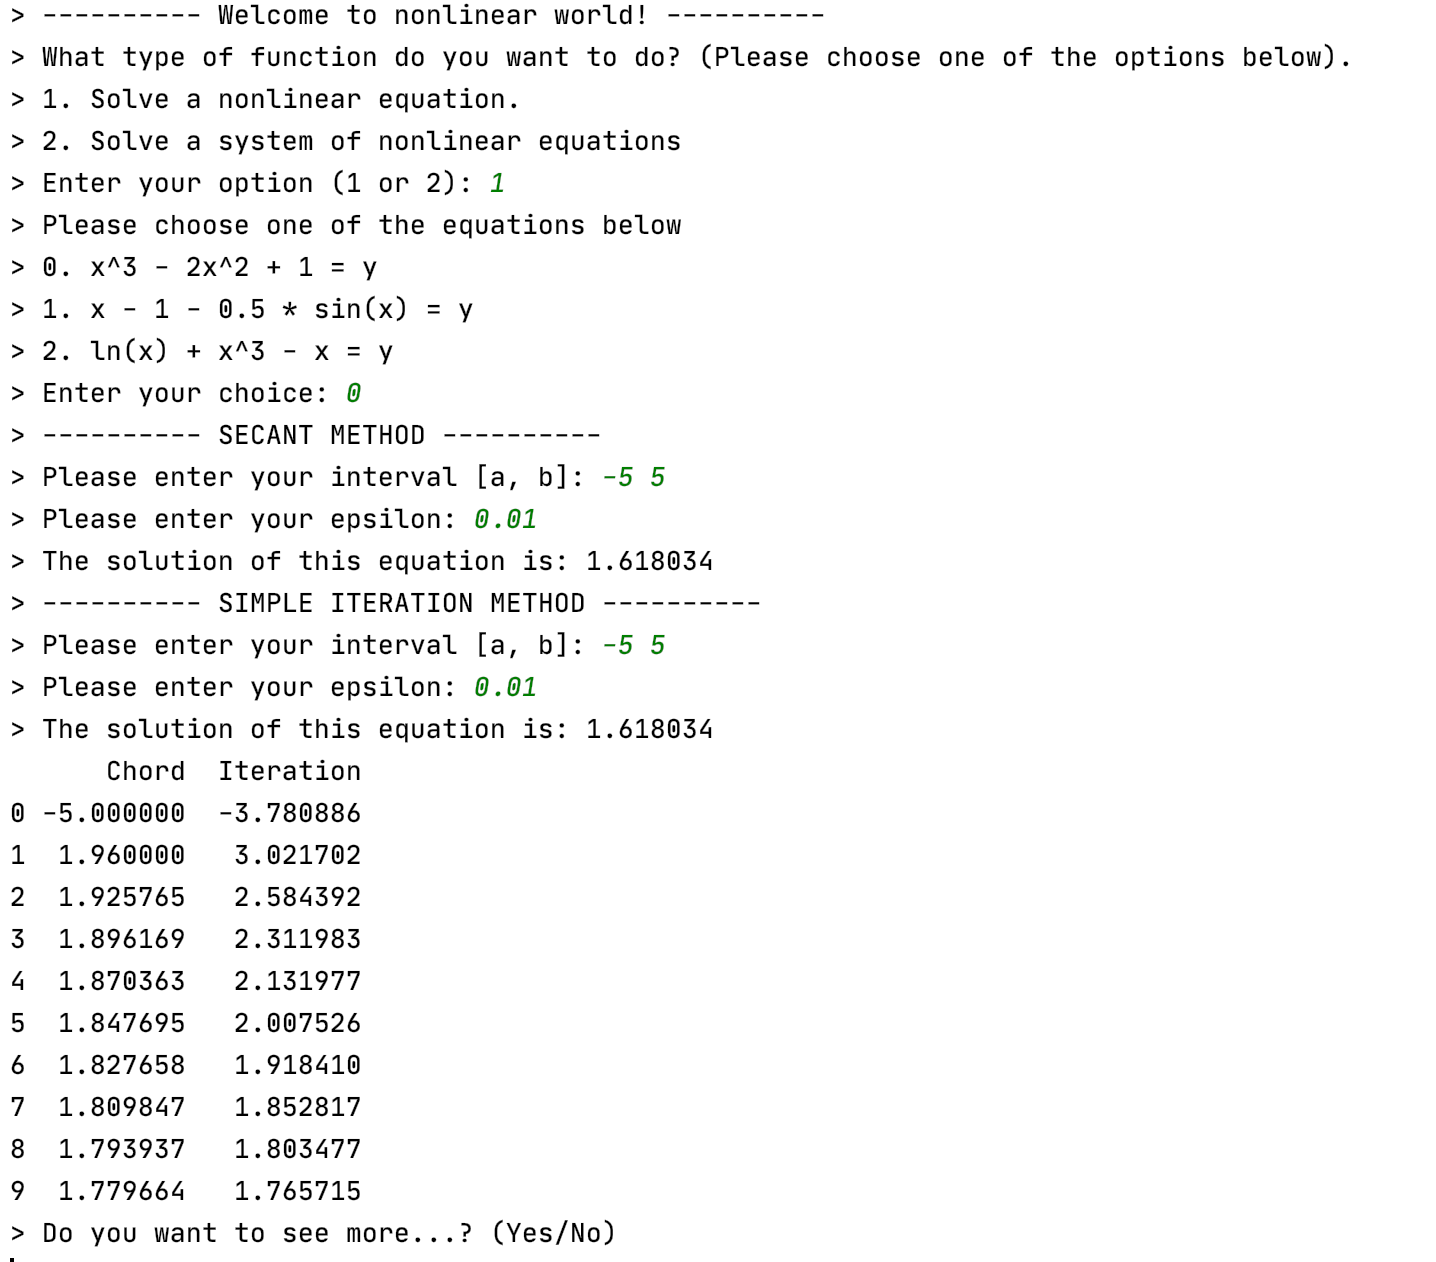 > ---------- Welcome to nonlinear world! ----------
> What type of function do you want to do? (Please choose one of the options below).
> 1. Solve a nonlinear equation.
> 2. Solve a system of nonlinear equations
> Enter your option (1 or 2): 1
> Please choose one of the equations below
> 0. x^3 - 2x^2 + 1 = y
> 1. x - 1 - 0.5 * sin(x) = y
> 2. ln(x) + x^3 - x = y
> Enter your choice: 0
> ---------- SECANT METHOD ----------
> Please enter your interval [a, b]: -5 5
> Please enter your epsilon: 0.01
> The solution of this equation is: 1.618034
> ---------- SIMPLE ITERATION METHOD ----------
> Please enter your interval [a, b]: -5 5
> Please enter your epsilon: 0.01
> The solution of this equation is: 1.618034
      Chord  Iteration
0 -5.000000  -3.780886
1  1.960000   3.021702
2  1.925765   2.584392
3  1.896169   2.311983
4  1.870363   2.131977
5  1.847695   2.007526
6  1.827658   1.918410
7  1.809847   1.852817
8  1.793937   1.803477
9  1.779664   1.765715
> Do you want to see more...? (Yes/No)